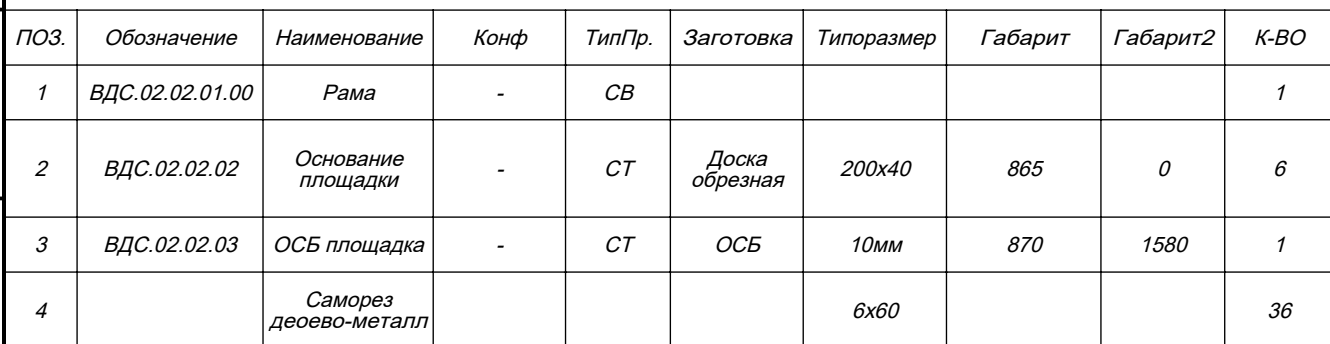 ПОЗ. Обозначение Наименование Конф ТипПр. Заготовка Типоразмер Габарит Габарит2 К-ВО
1 ВДС.02.02.01.00 Рама - СВ 1
2 ВДС.02.02.02 Основание площадки - СТ Доска обрезная 200x40 865 0 6
3 ВДС.02.02.03 ОСБ площадка - СТ ОСБ 10мм 870 1580 1
4 Саморез деоево-металл 6x60 36